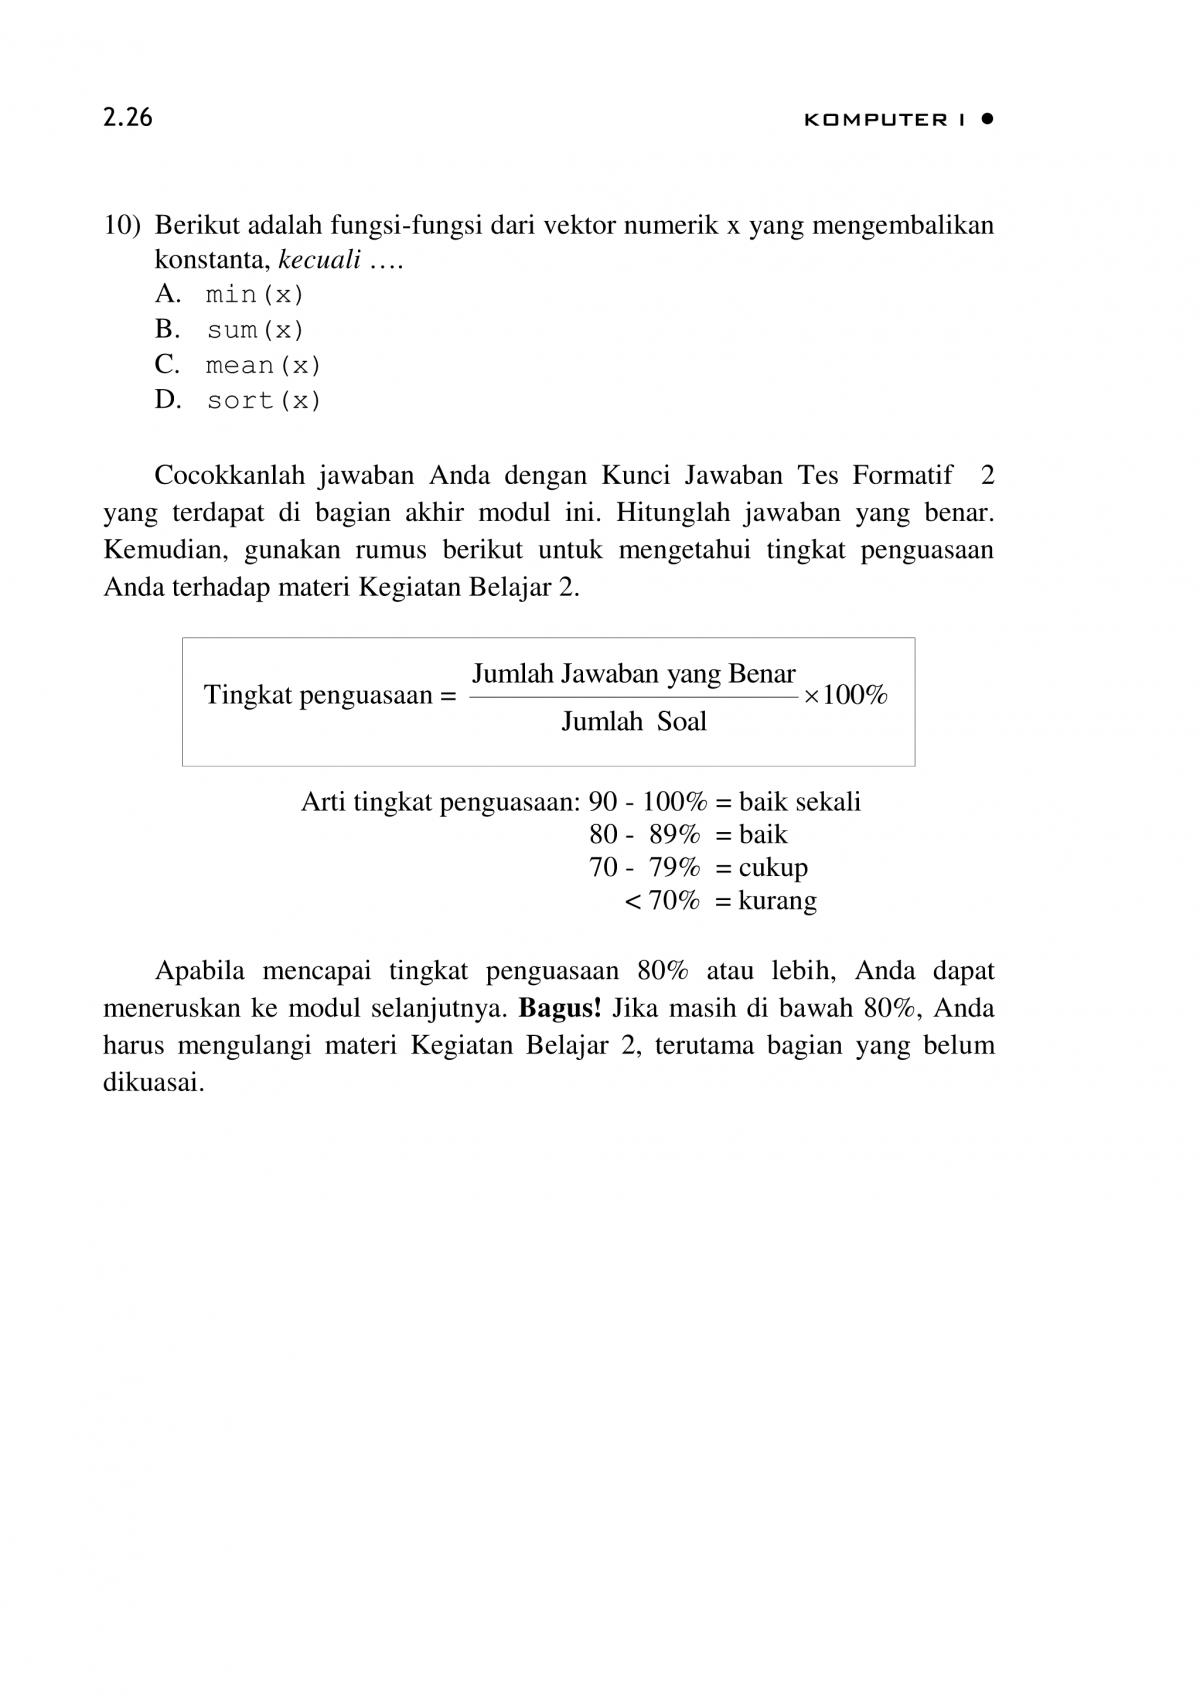 2.26 KOMPUTER I ●
10) Berikut adalah fungsi-fungsi dari vektor numerik x yang mengembalikan
konstanta, kecuali ….
A. min(x)
B. sum(x)
C. mean(x)
D. sort(x)
Cocokkanlah jawaban Anda dengan Kunci Jawaban Tes Formatif 2
yang terdapat di bagian akhir modul ini. Hitunglah jawaban yang benar.
Kemudian, gunakan rumus berikut untuk mengetahui tingkat penguasaan
Anda terhadap materi Kegiatan Belajar 2.
Jumlah Jawaban yang Benar
Tingkat penguasaan = ×100%
Jumlah Soal
Arti tingkat penguasaan: 90 - 100% = baik sekali
80 - 89% = baik
70 - 79% = cukup
< 70% = kurang
Apabila mencapai tingkat penguasaan 80% atau lebih, Anda dapat
meneruskan ke modul selanjutnya. Bagus! Jika masih di bawah 80%, Anda
harus mengulangi materi Kegiatan Belajar 2, terutama bagian yang belum
dikuasai.